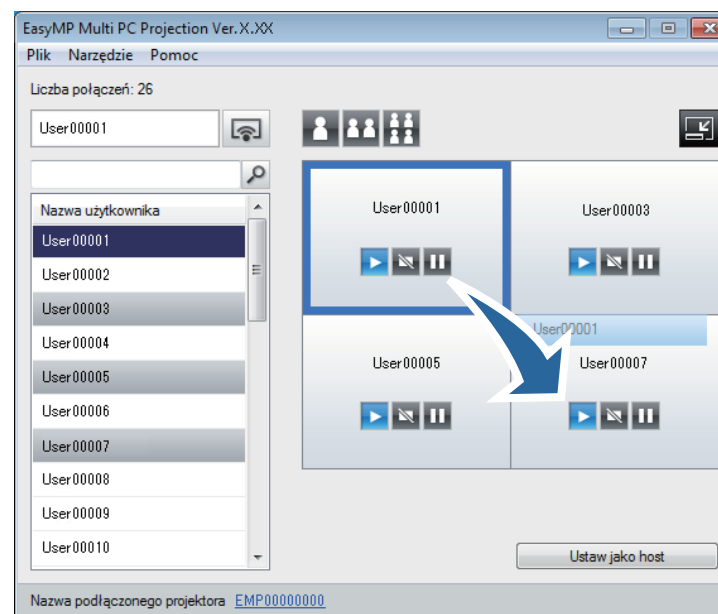 EasyMP Multi PC Projection Ver.X.XX
Plik Narzędzie Pomoc
Liczba połączeń: 26
User00001
Nazwa użytkownika
User00001
User00002
User00003
User00004
User00005
User00006
User00007
User00008
User00009
User00010
User00001
User00003
User00001
User00005
User00007
Ustaw jako host
Nazwa podłączonego projektora EMP00000000